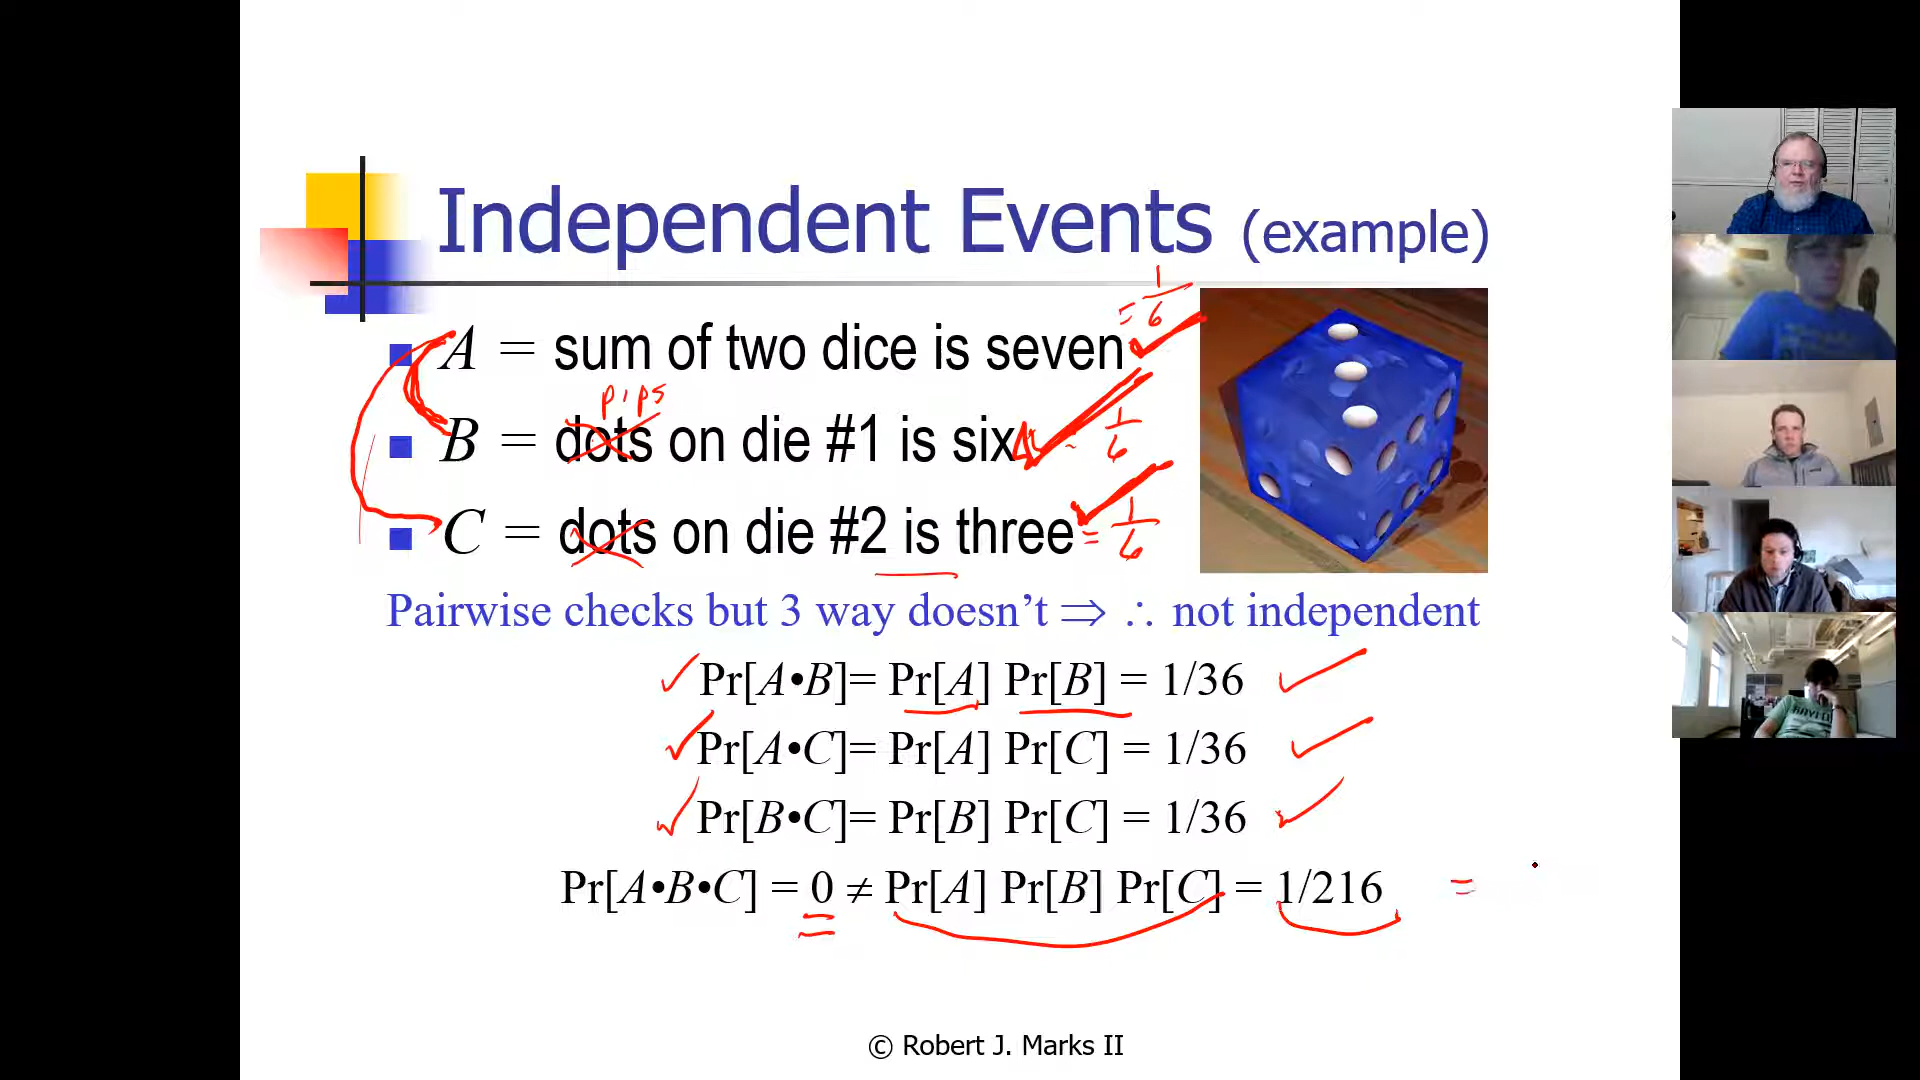 Independent Events (example)
= 1/6
A = sum of two dice is seven
pips
B = dots on die #1 is six
= 1/6
C = dots on die #2 is three
= 1/6
Pairwise checks but 3 way doesn’t ⇒ ∴ not independent
Pr[A•B]= Pr[A] Pr[B] = 1/36
Pr[A•C]= Pr[A] Pr[C] = 1/36
Pr[B•C]= Pr[B] Pr[C] = 1/36
Pr[A•B•C] = 0 ≠ Pr[A] Pr[B] Pr[C] = 1/216 =
© Robert J. Marks II